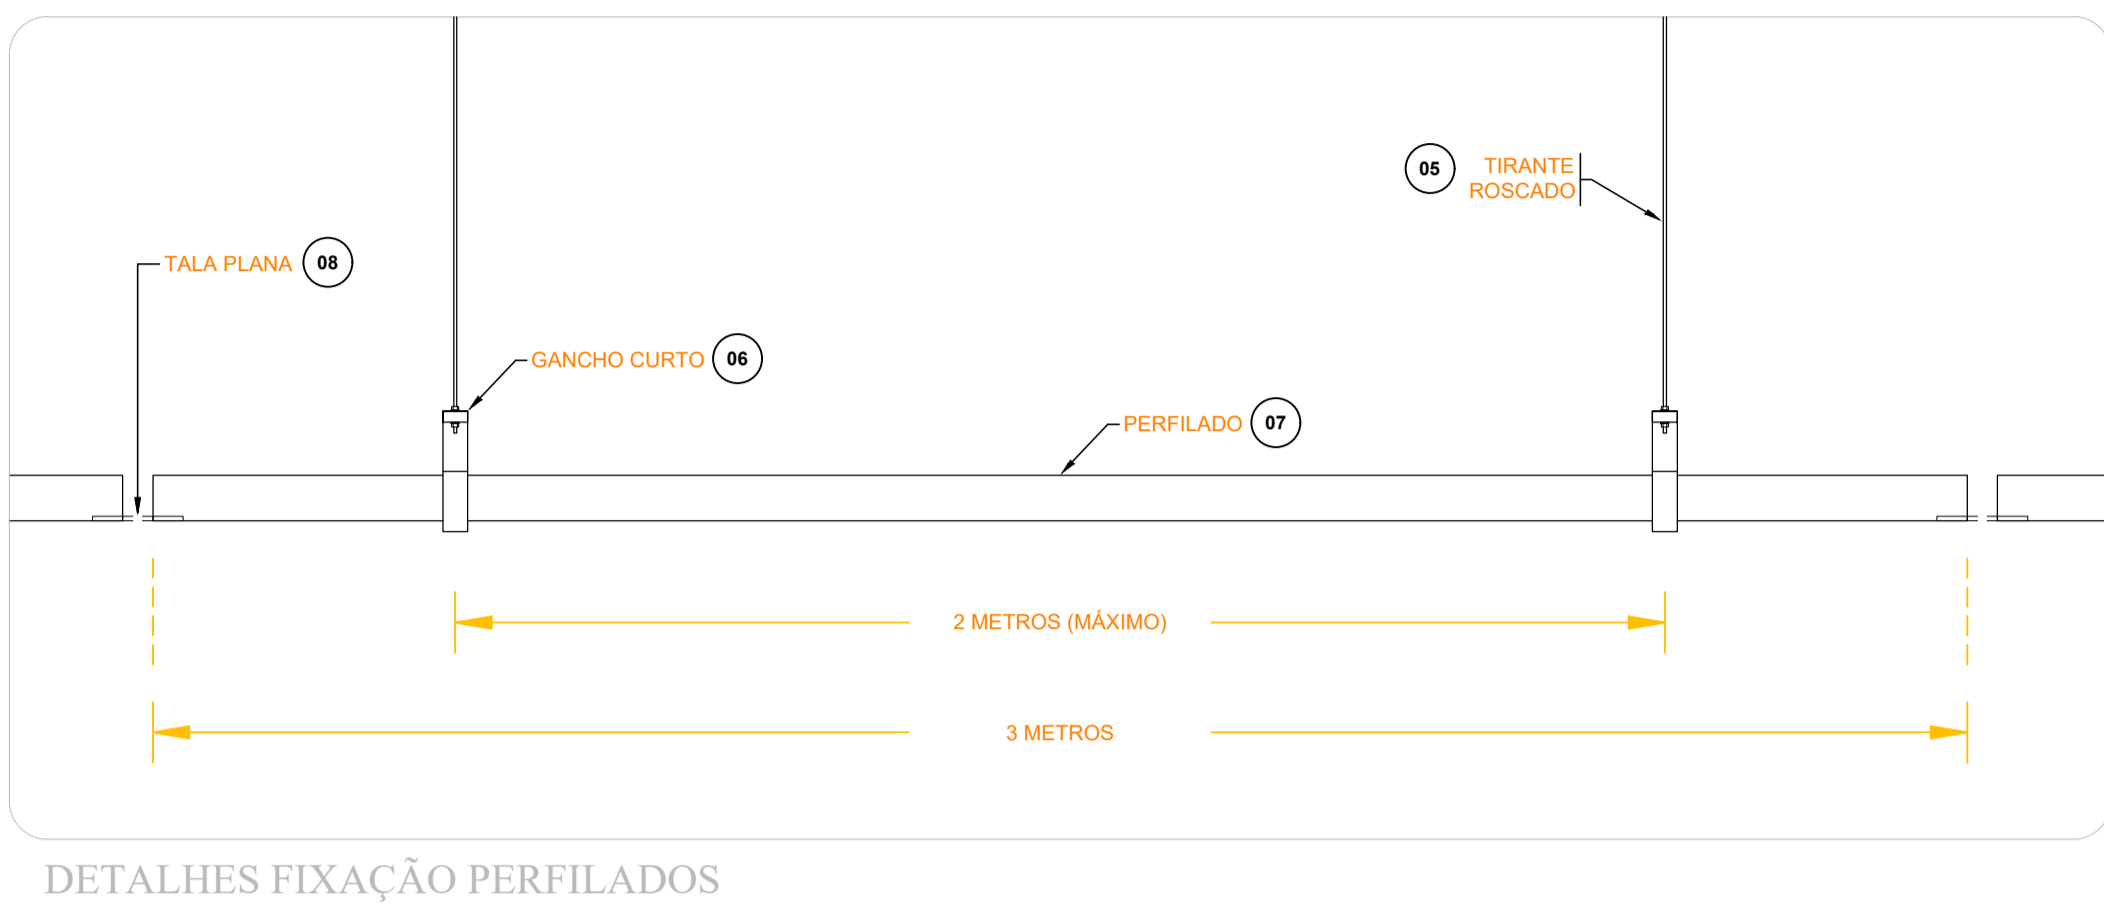 05
TIRANTE
ROSCADO
TALA PLANA 08
GANCHO CURTO 06
PERFILADO 07
2 METROS (MÁXIMO)
3 METROS
DETALHES FIXAÇÃO PERFILADOS